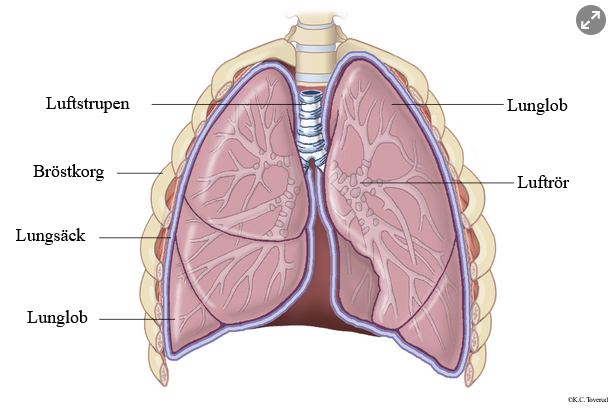 Luftstrupen
Lunglob
Bröstkorg
Luftrör
Lungsäck
Lunglob
©K.C. Toverud